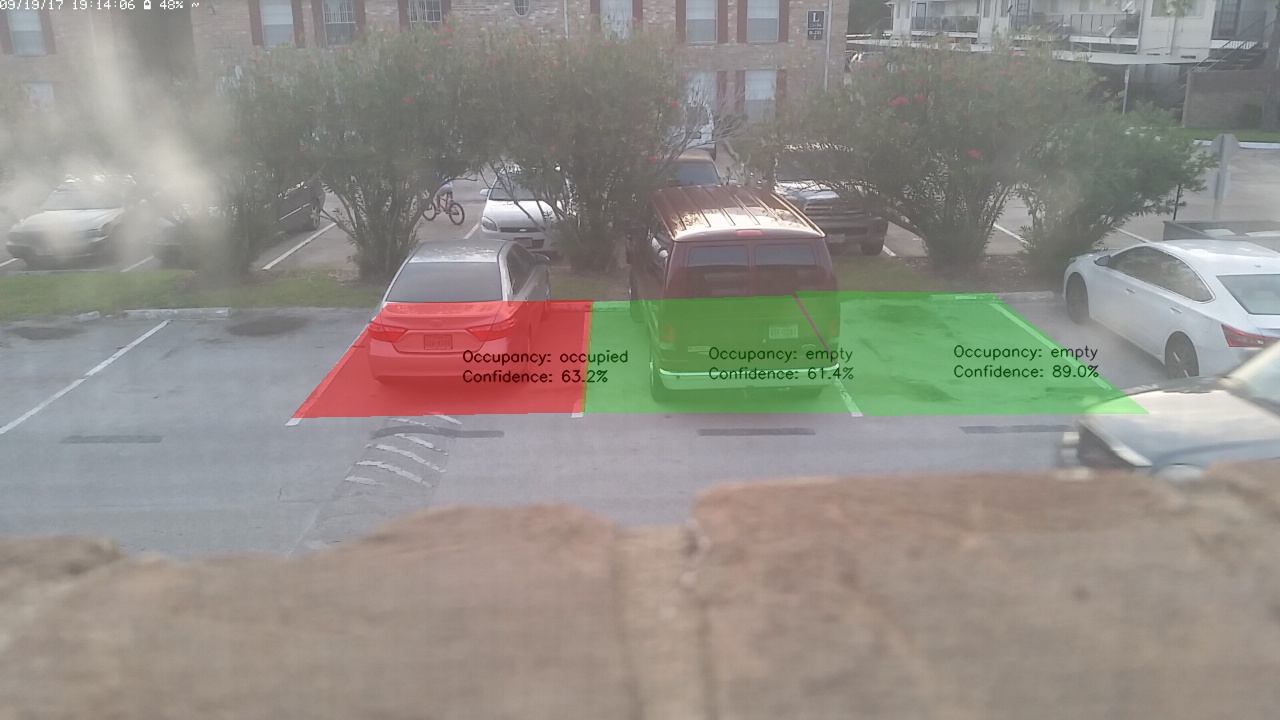 09/19/17 19:14:06 48% ~
L
Occupancy: occupied
Confidence: 63.2%
Occupancy: empty
Confidence: 61.4%
Occupancy: empty
Confidence: 89.0%